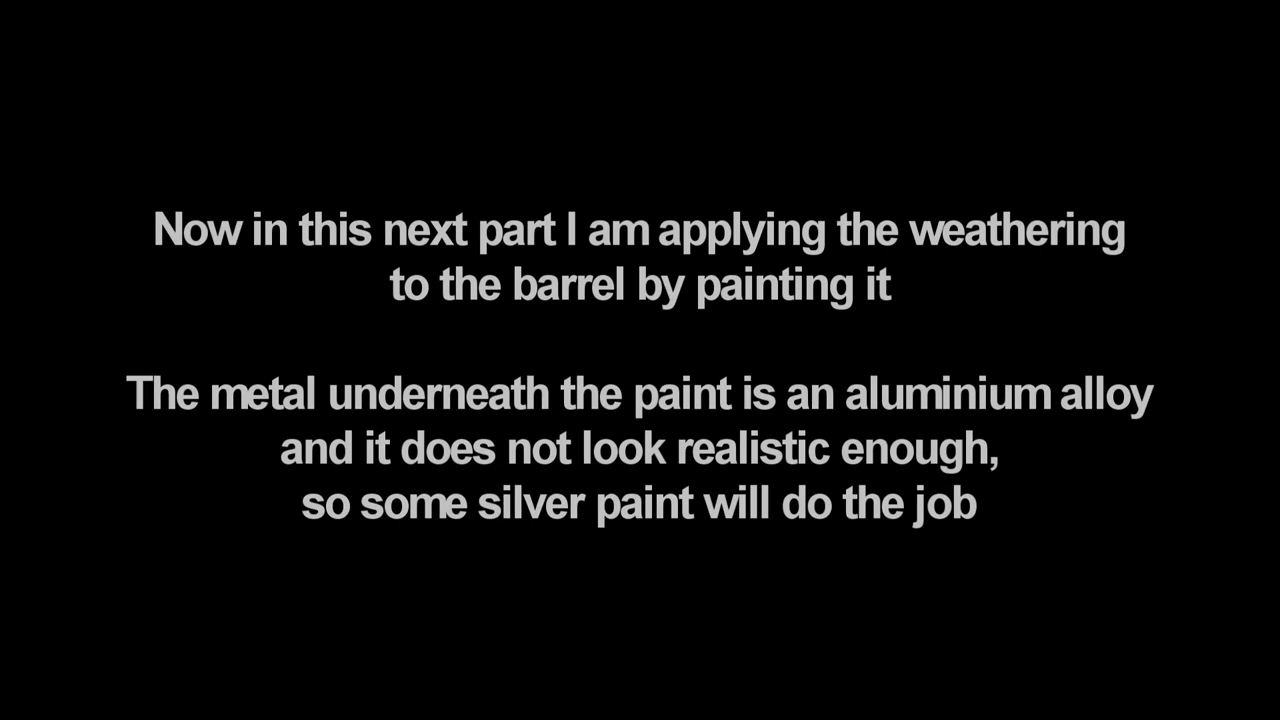 Now in this next part I am applying the weathering
to the barrel by painting it
The metal underneath the paint is an aluminium alloy
and it does not look realistic enough,
so some silver paint will do the job